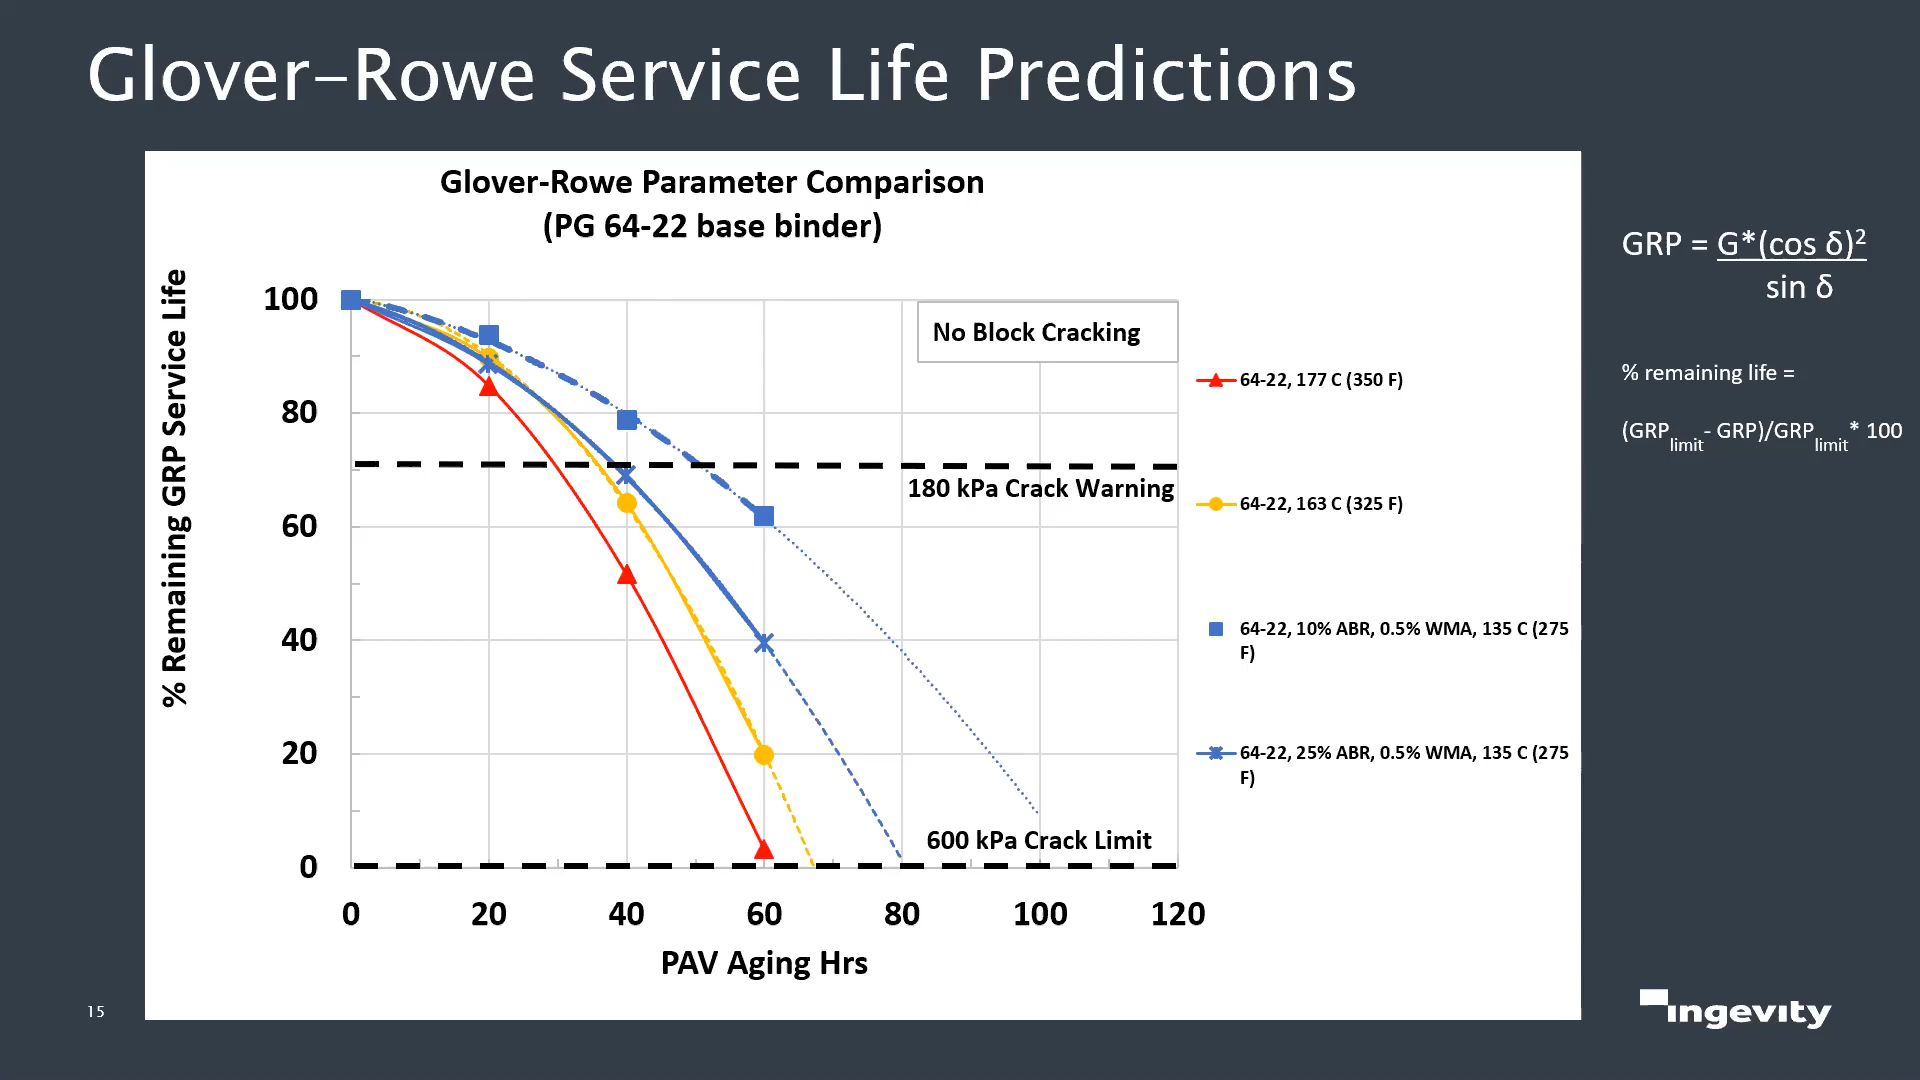 Glover-Rowe Service Life Predictions
Glover-Rowe Parameter Comparison
(PG 64-22 base binder)
% Remaining GRP Service Life
100
80
60
40
20
0
0 20 40 60 80 100 120
PAV Aging Hrs
No Block Cracking
180 kPa Crack Warning
600 kPa Crack Limit
64-22, 177 C (350 F)
64-22, 163 C (325 F)
64-22, 10% ABR, 0.5% WMA, 135 C (275
F)
64-22, 25% ABR, 0.5% WMA, 135 C (275
F)
GRP = G*(cos δ)²
sin δ
% remaining life =
(GRPlimit- GRP)/GRPlimit* 100
15
ingevity